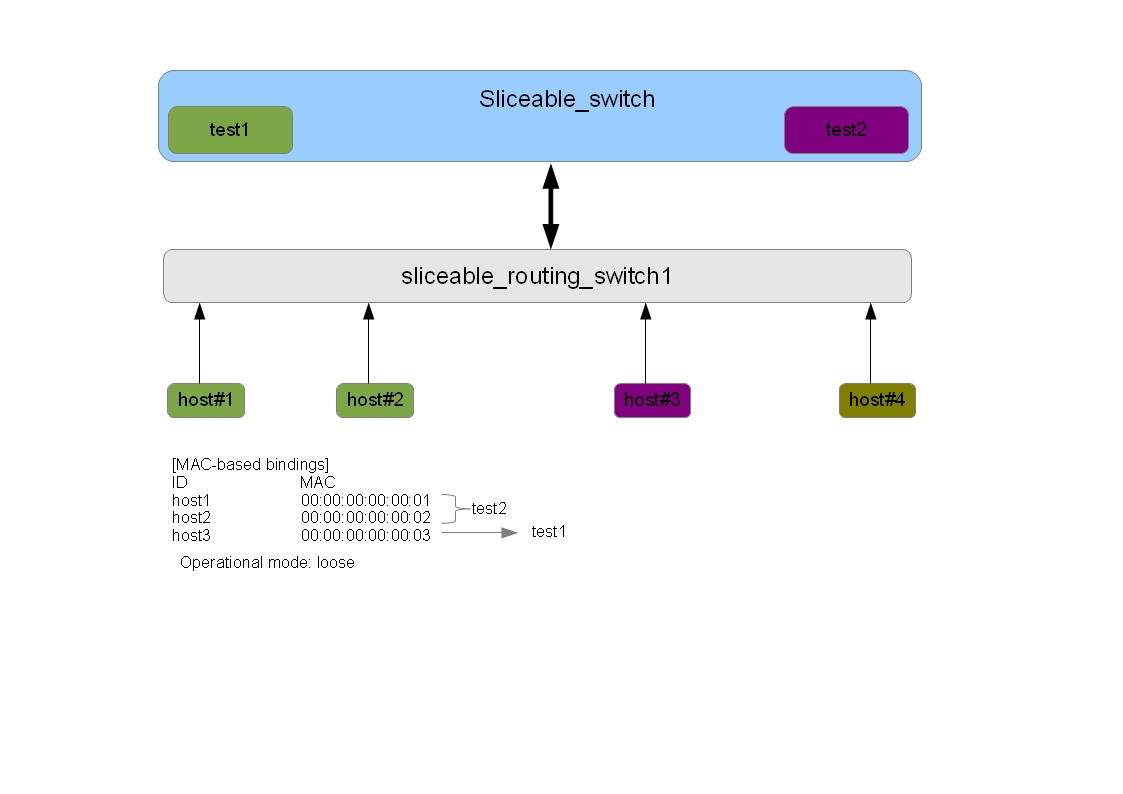 Sliceable_switch
test1
test2
sliceable_routing_switch1
host#1
host#2
host#3
host#4
[MAC-based bindings]
ID MAC
host1 00:00:00:00:00:01
host2 00:00:00:00:00:02
test2
host3 00:00:00:00:00:03
test1
Operational mode: loose